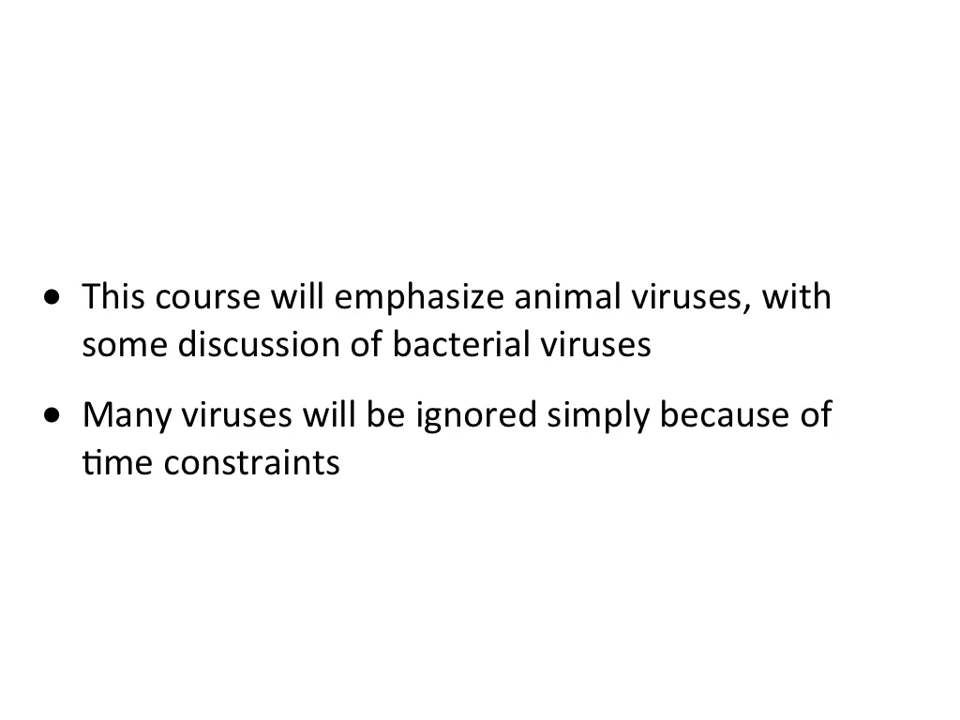 • This course will emphasize animal viruses, with
some discussion of bacterial viruses
• Many viruses will be ignored simply because of
time constraints